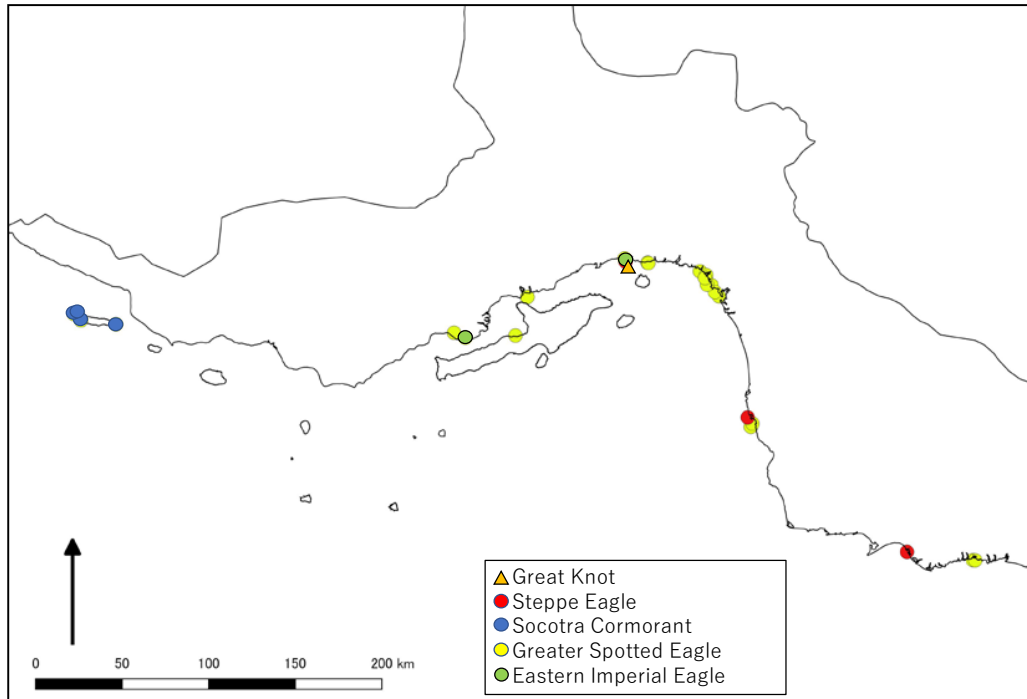 Great Knot
Steppe Eagle
Socotra Cormorant
Greater Spotted Eagle
Eastern Imperial Eagle
0 50 100 150 200 km